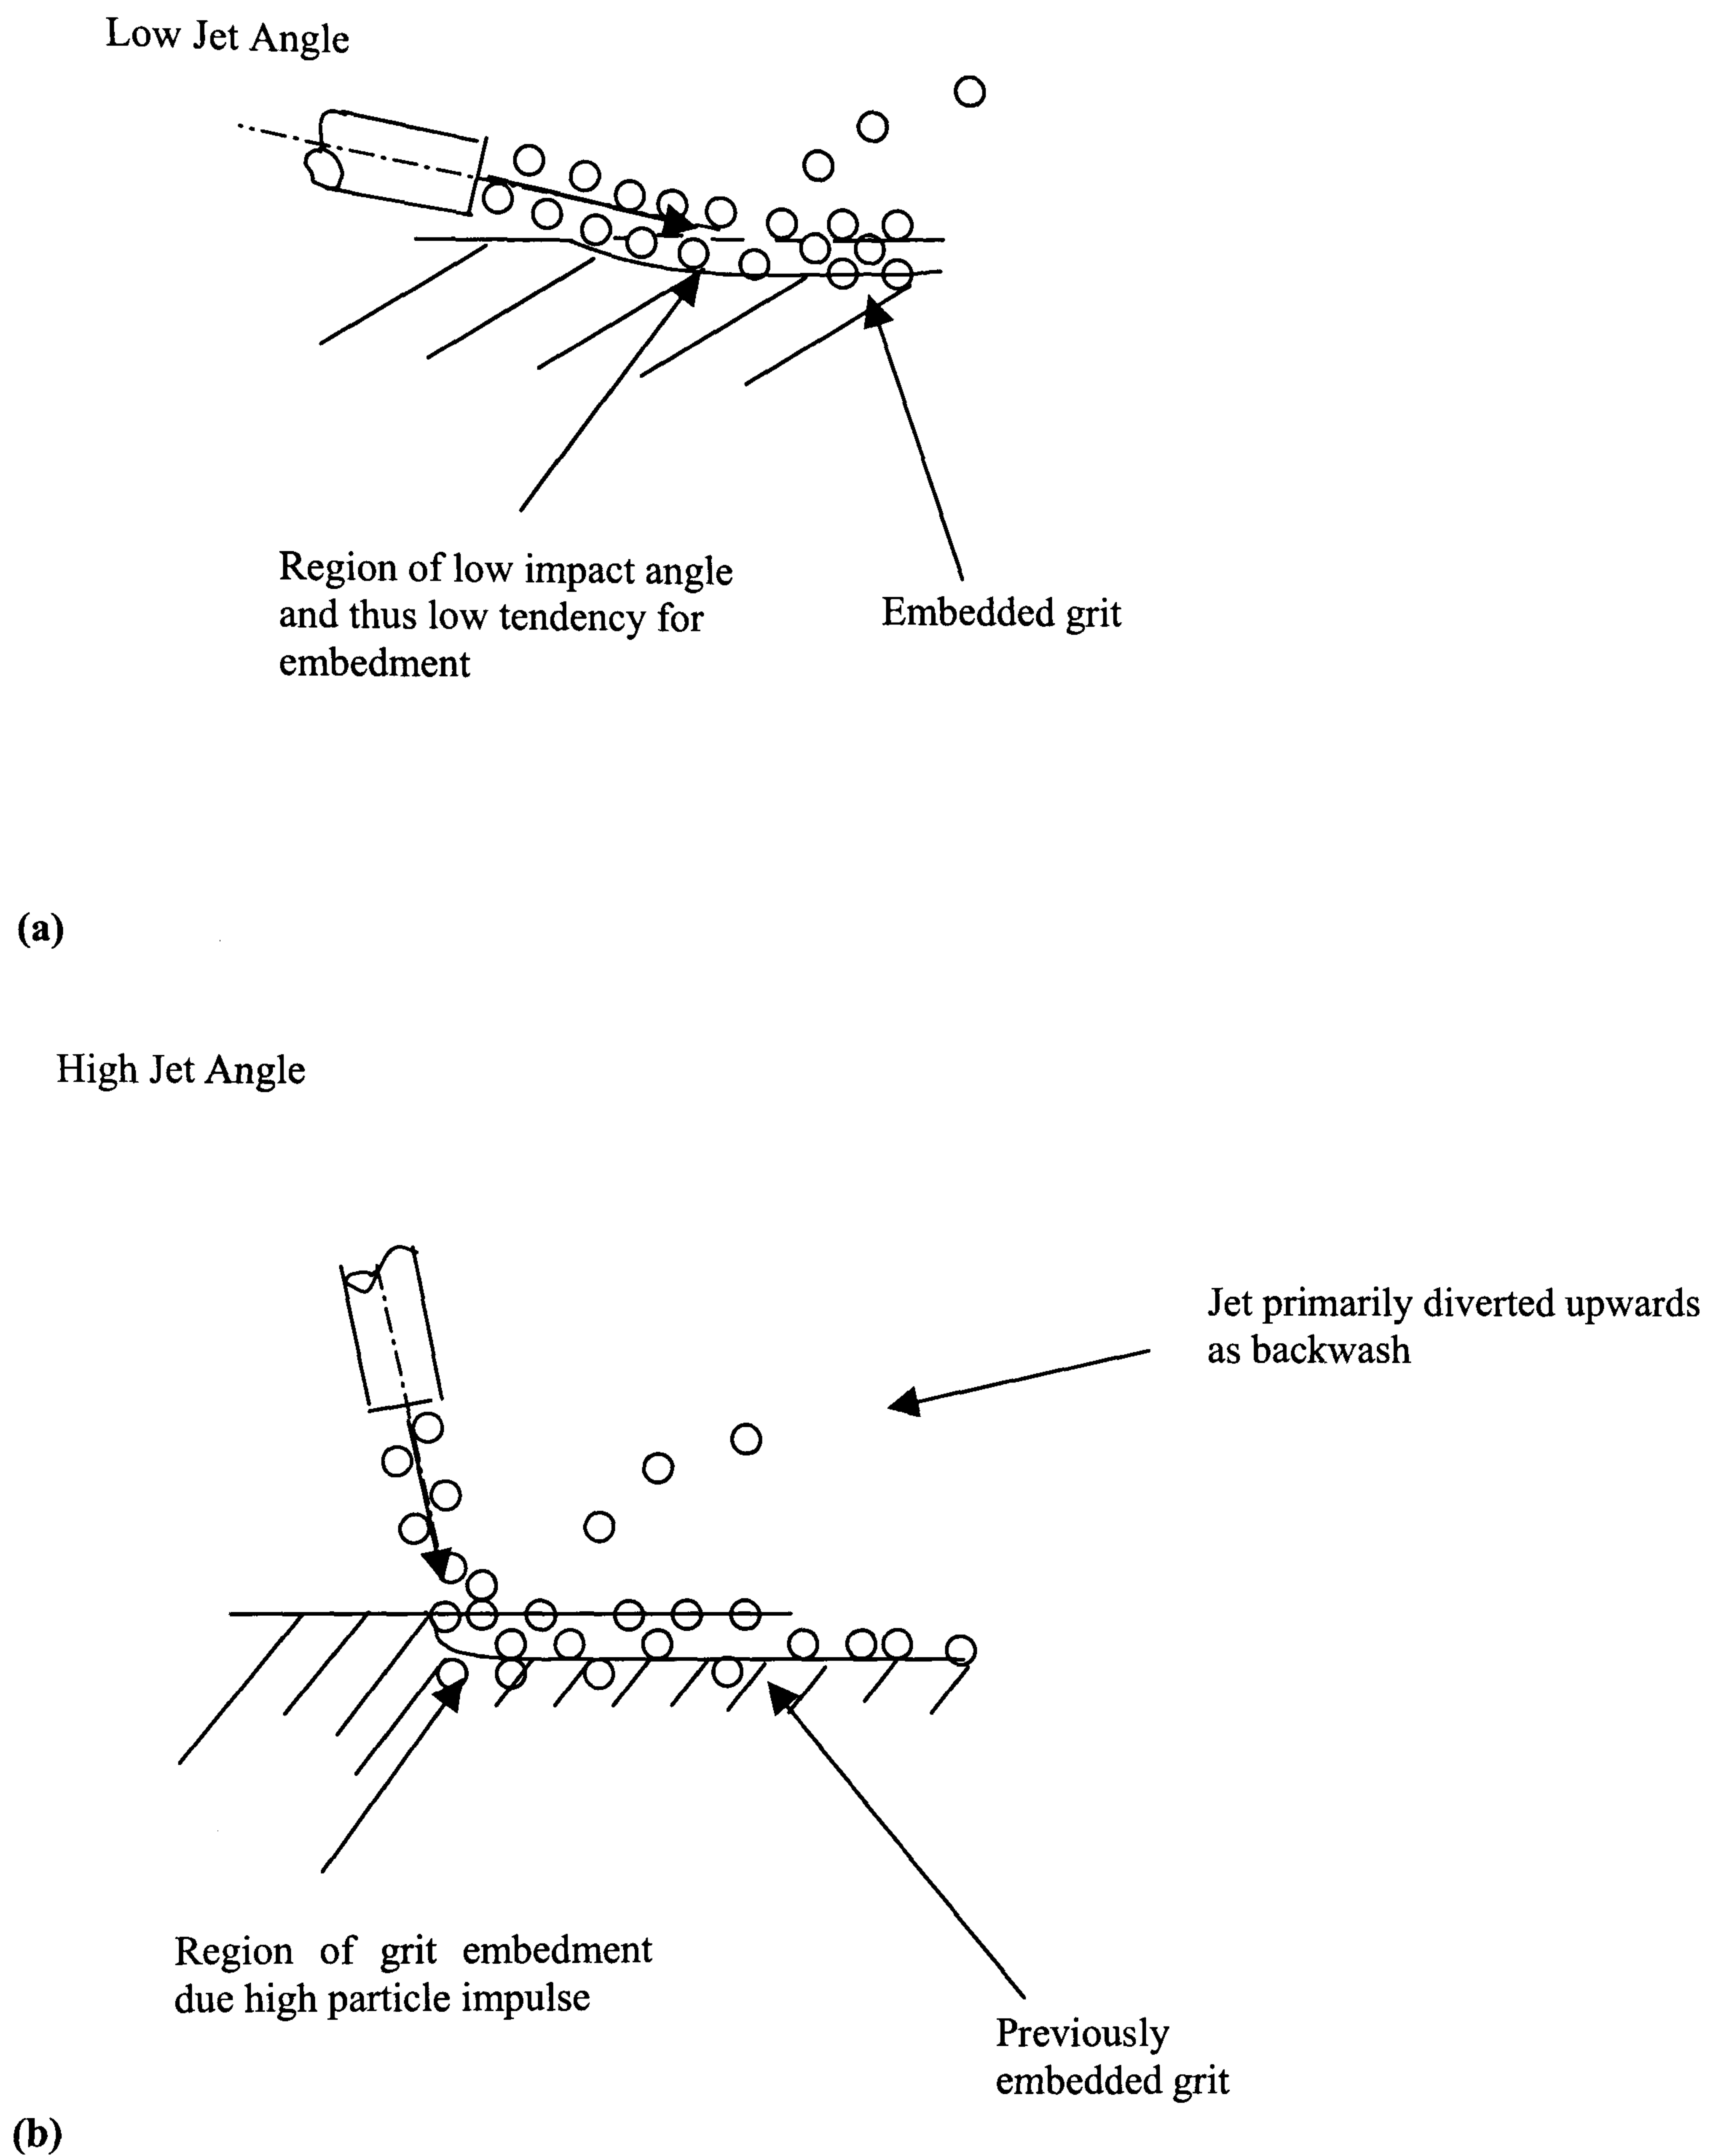 Low Jet Angle
Region of low impact angle
and thus low tendency for
embedment
Embedded grit
(a)
High Jet Angle
Jet primarily diverted upwards
as backwash
Region of grit embedment
due high particle impulse
Previously
embedded grit
(b)